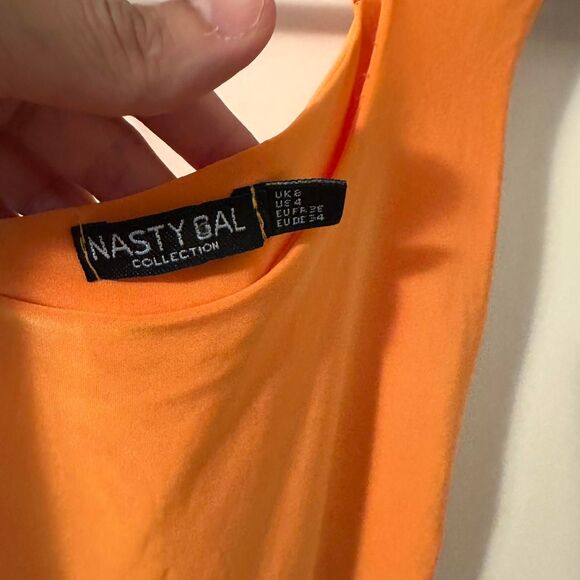 NASTY GAL
COLLECTION
UK 8
US 4
EU FR 36
EU DE 34